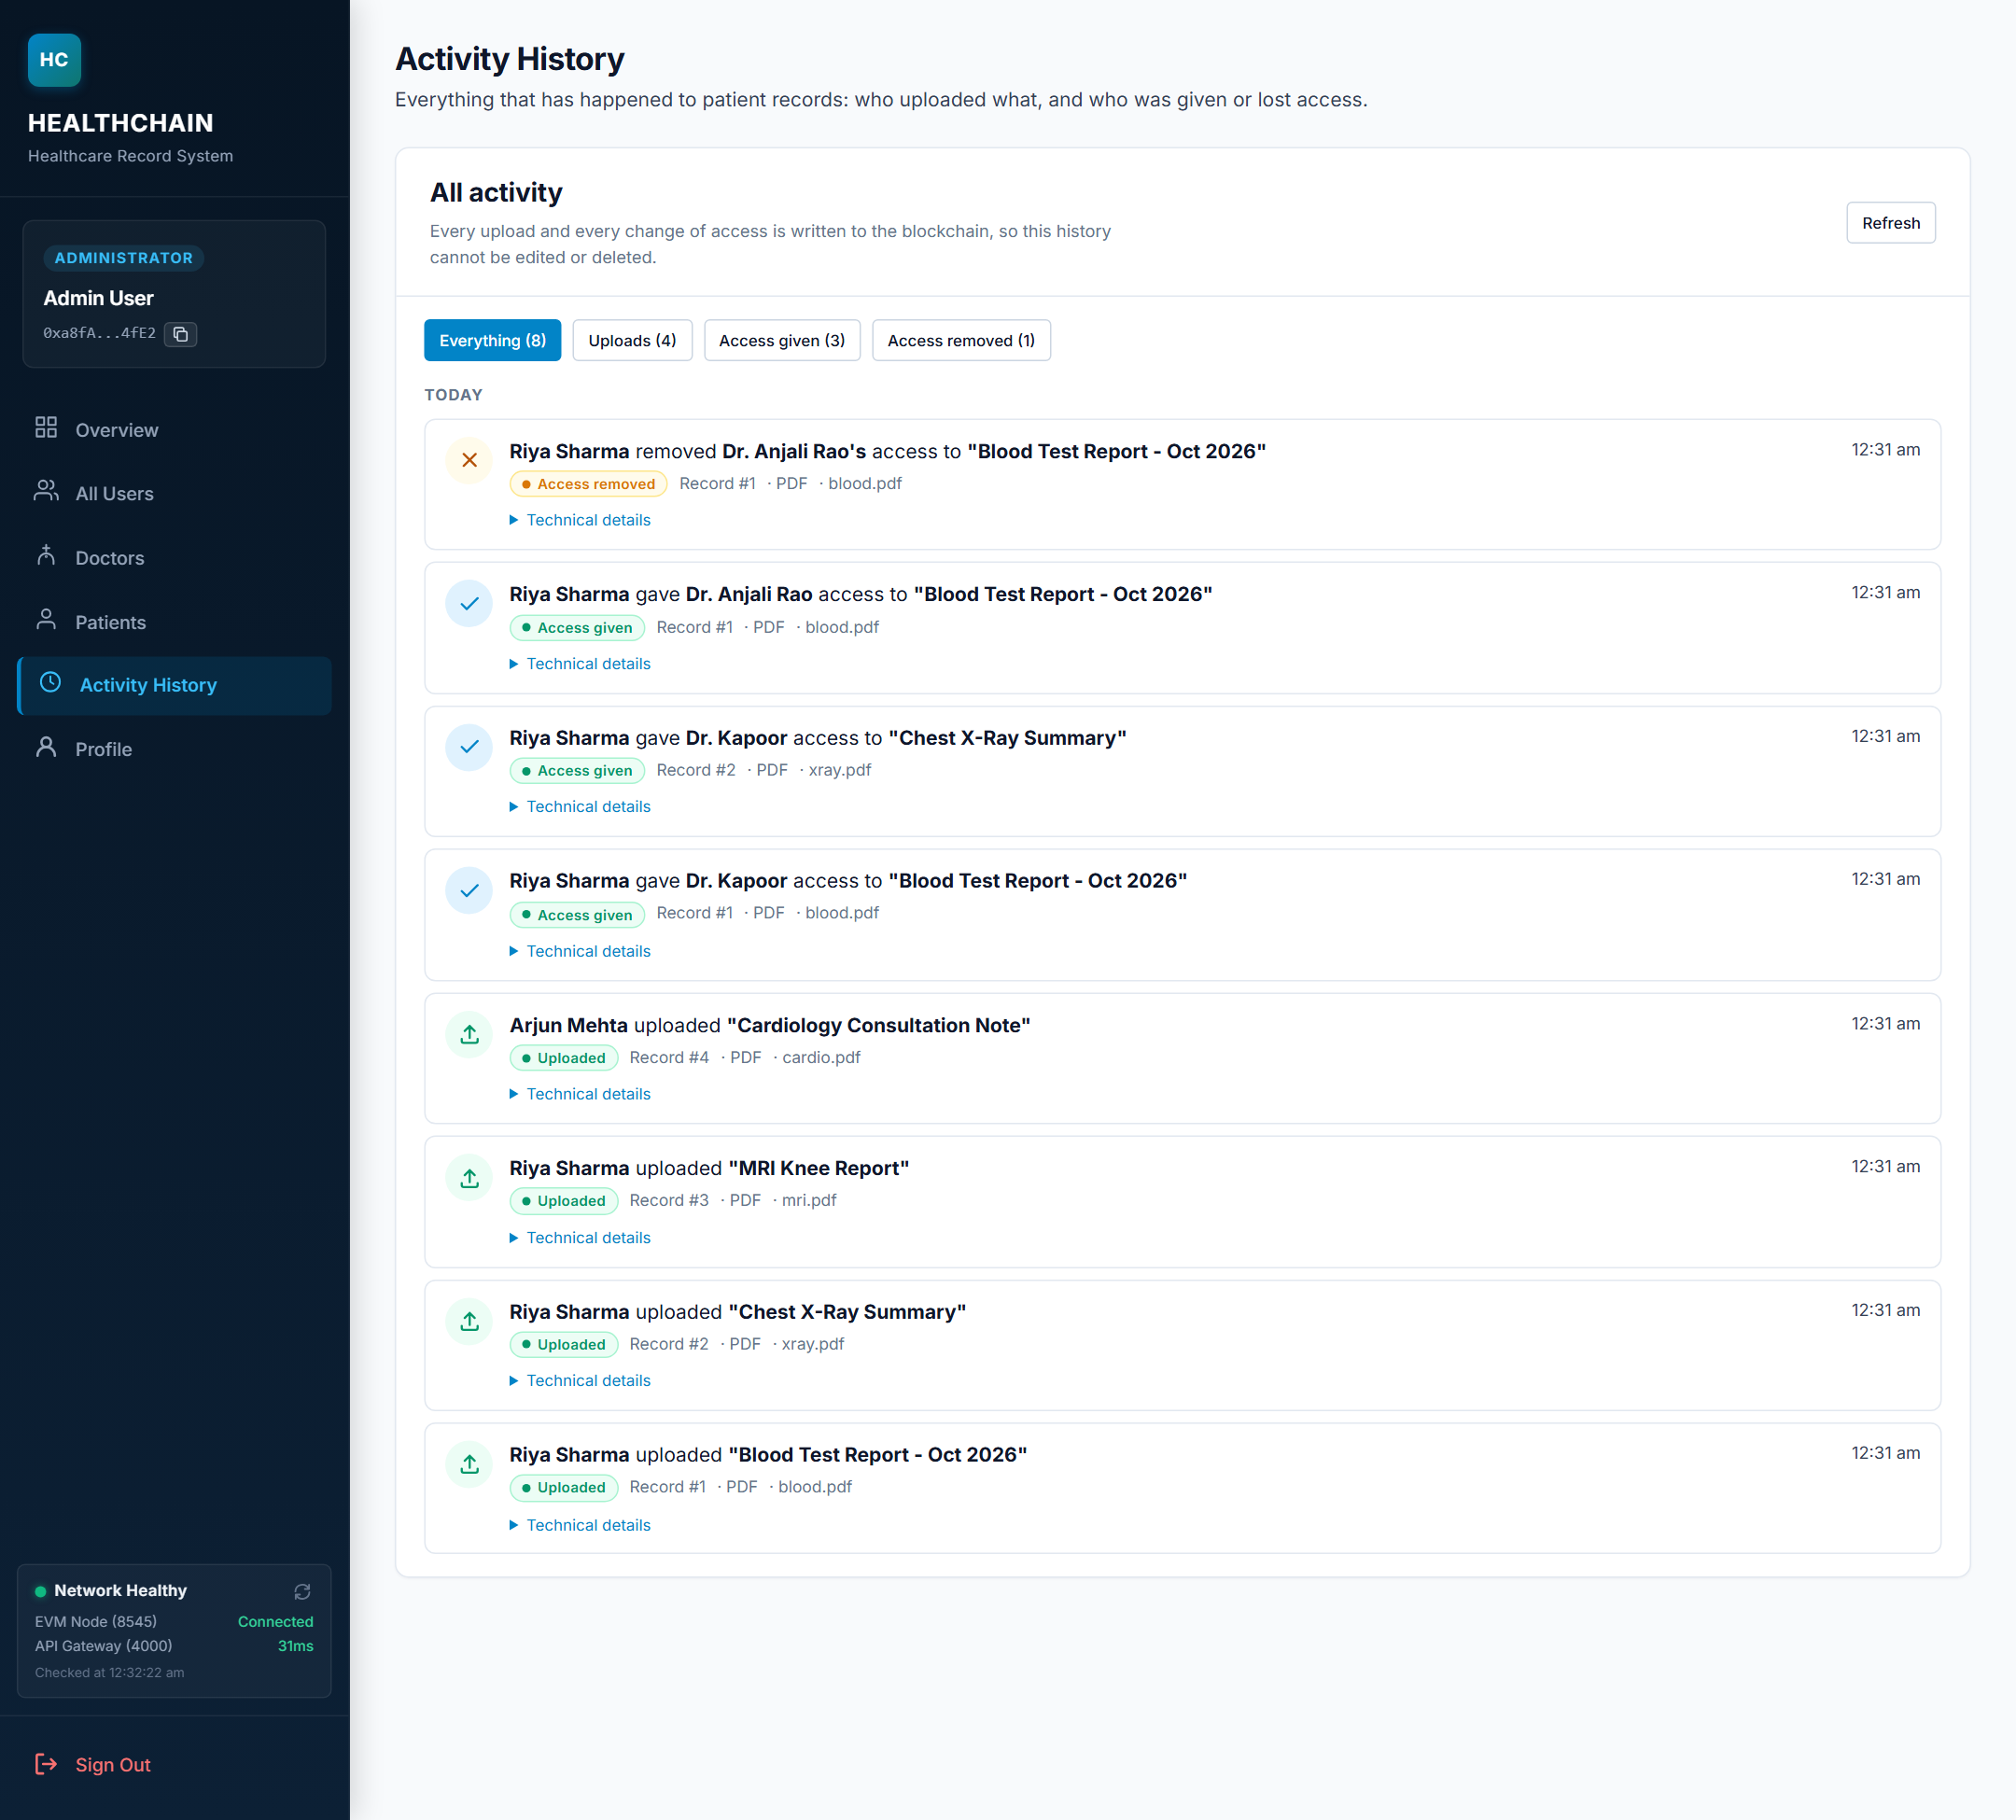 HC
HEALTHCHAIN
Healthcare Record System
ADMINISTRATOR
Admin User
0xa8fA...4fE2
Overview
All Users
Doctors
Patients
Activity History
Profile
Network Healthy
EVM Node (8545) Connected
API Gateway (4000) 31ms
Checked at 12:32:22 am
Sign Out
Activity History
Everything that has happened to patient records: who uploaded what, and who was given or lost access.
All activity
Every upload and every change of access is written to the blockchain, so this history
cannot be edited or deleted.
Refresh
Everything (8) Uploads (4) Access given (3) Access removed (1)
TODAY
Riya Sharma removed Dr. Anjali Rao's access to "Blood Test Report - Oct 2026" 12:31 am
Access removed Record #1 · PDF · blood.pdf
Technical details
Riya Sharma gave Dr. Anjali Rao access to "Blood Test Report - Oct 2026" 12:31 am
Access given Record #1 · PDF · blood.pdf
Technical details
Riya Sharma gave Dr. Kapoor access to "Chest X-Ray Summary" 12:31 am
Access given Record #2 · PDF · xray.pdf
Technical details
Riya Sharma gave Dr. Kapoor access to "Blood Test Report - Oct 2026" 12:31 am
Access given Record #1 · PDF · blood.pdf
Technical details
Arjun Mehta uploaded "Cardiology Consultation Note" 12:31 am
Uploaded Record #4 · PDF · cardio.pdf
Technical details
Riya Sharma uploaded "MRI Knee Report" 12:31 am
Uploaded Record #3 · PDF · mri.pdf
Technical details
Riya Sharma uploaded "Chest X-Ray Summary" 12:31 am
Uploaded Record #2 · PDF · xray.pdf
Technical details
Riya Sharma uploaded "Blood Test Report - Oct 2026" 12:31 am
Uploaded Record #1 · PDF · blood.pdf
Technical details